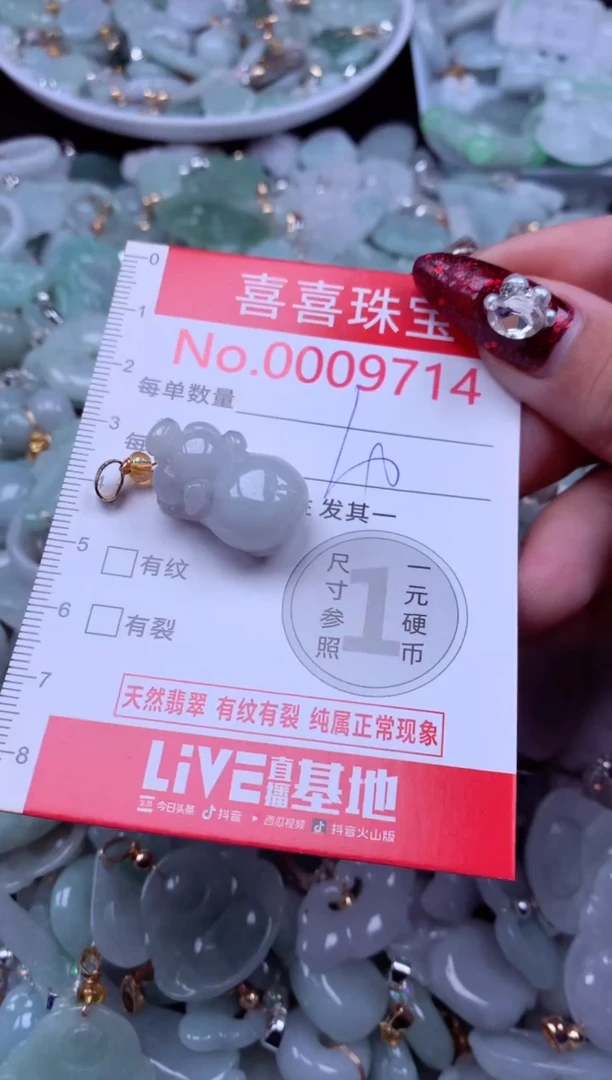 0
1
2
3
5
6
7
8
喜喜珠宝
No.0009714
每单数量
每
10
发其一
有纹
有裂
尺寸参照
1
一元硬币
天然翡翠 有纹有裂 纯属正常现象
LiVE直播基地
今日头条 抖音 西瓜视频 抖音火山版